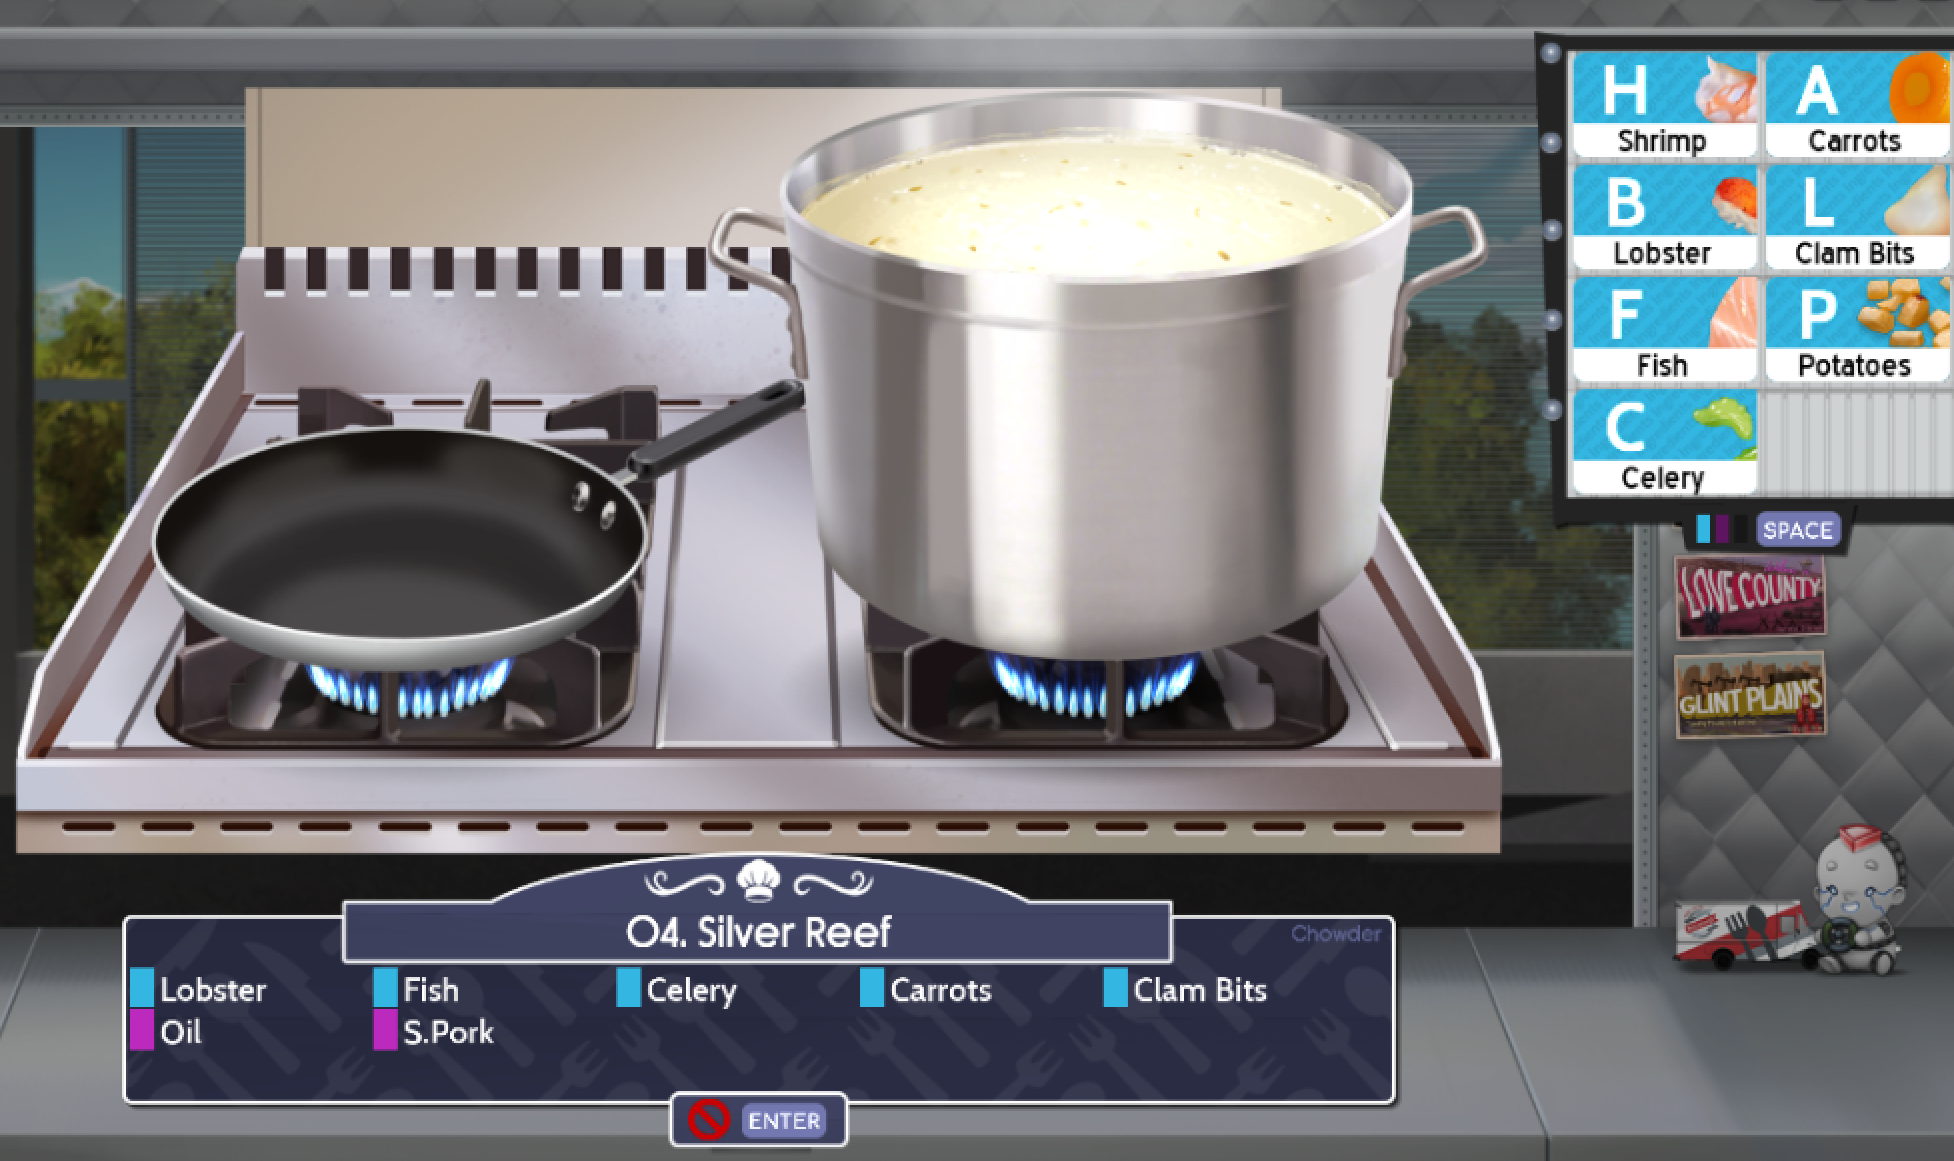 H
Shrimp
A
Carrots
B
Lobster
L
Clam Bits
F
Fish
P
Potatoes
C
Celery
SPACE
LOVE COUNTY
GLINT PLAINS
04. Silver Reef
Chowder
Lobster Fish Celery Carrots Clam Bits
Oil S.Pork
ENTER